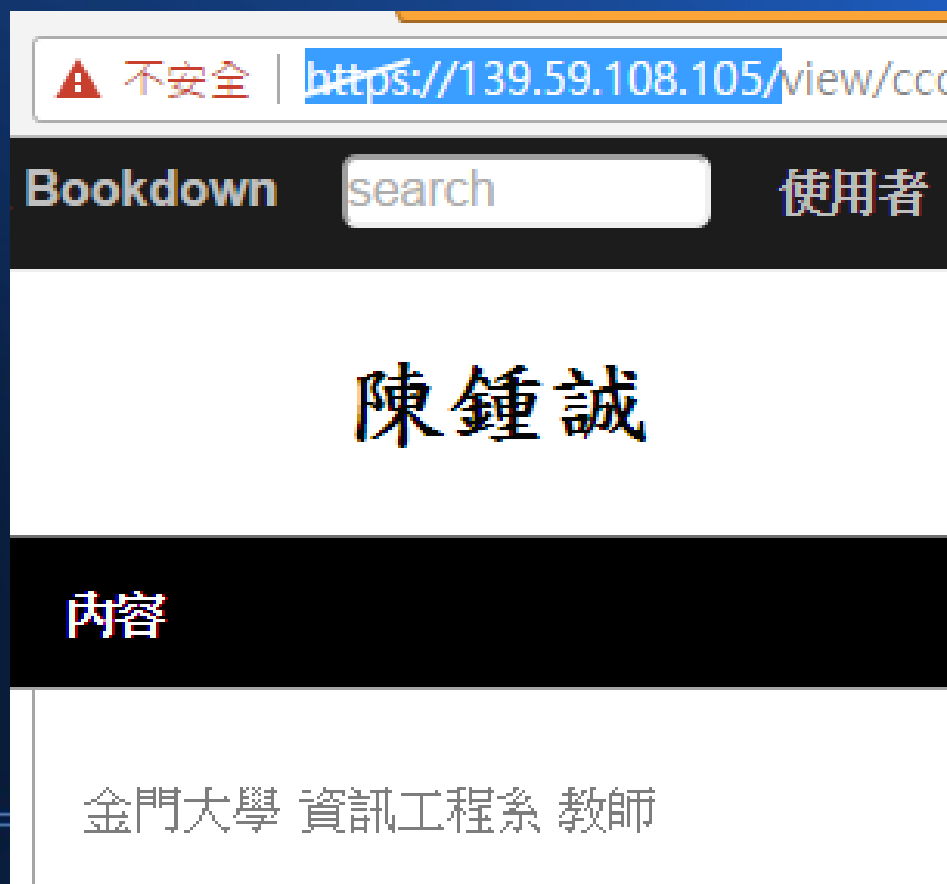 不安全 https://139.59.108.105/view/ccc
Bookdown search 使用者
陳鍾誠
內容
金門大學 資訊工程系 教師